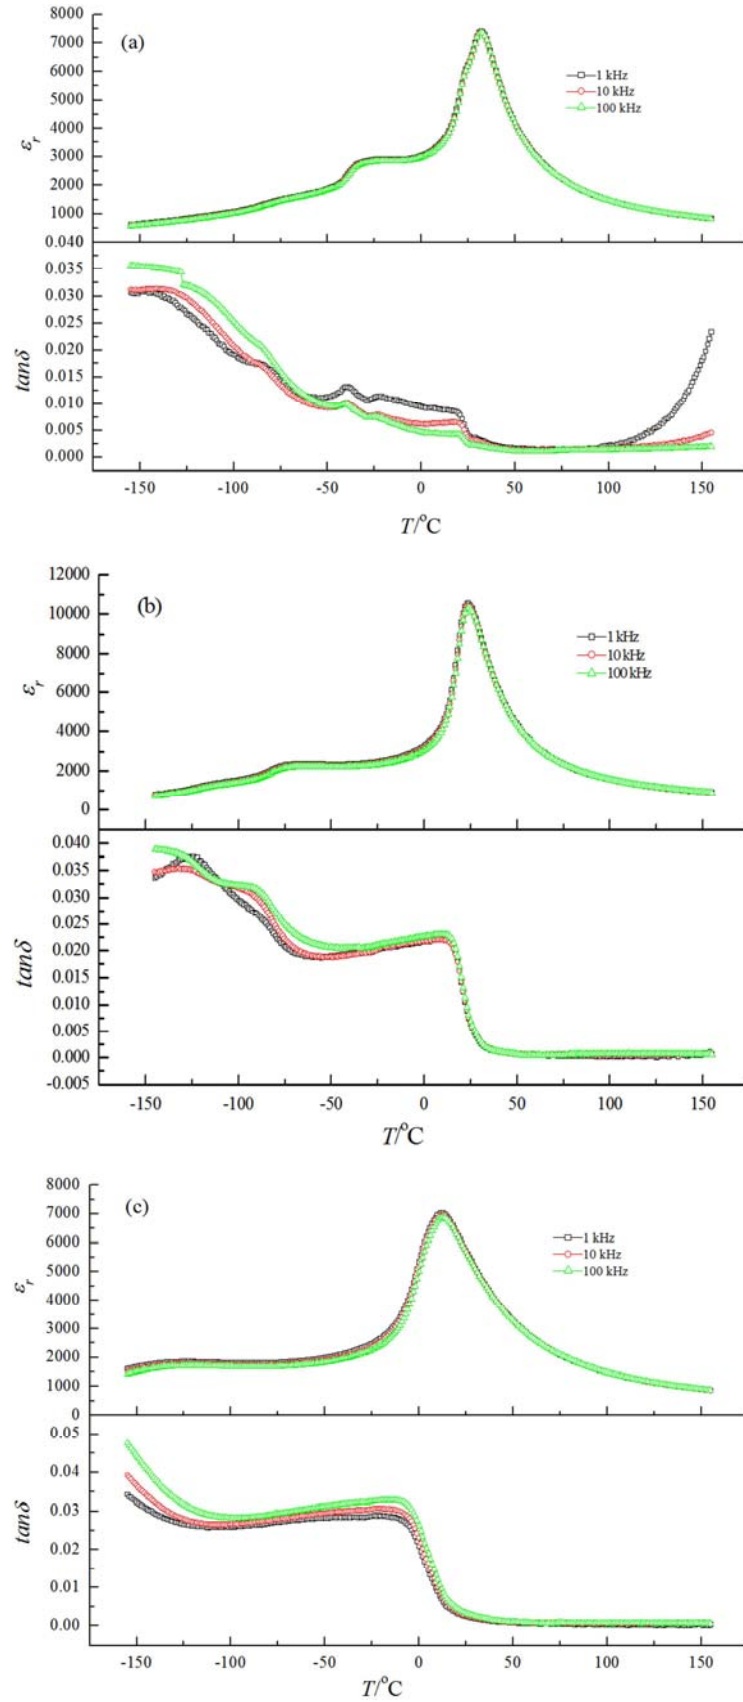 8000
(a)
7000
6000
1 kHz
5000
10 kHz
εr
100 kHz
4000
3000
2000
1000
0.040
0.035
0.030
0.025
tanδ
0.020
0.015
0.010
0.005
0.000
-150 -100 -50 0 50 100 150
T/°C
12000
(b)
10000
1 kHz
8000
10 kHz
εr
100 kHz
6000
4000
2000
0
0.040
0.035
0.030
0.025
tanδ
0.020
0.015
0.010
0.005
0.000
-0.005
-150 -100 -50 0 50 100 150
T/°C
8000
(c)
7000
6000
1 kHz
5000
10 kHz
εr
100 kHz
4000
3000
2000
1000
0
0.05
0.04
tanδ
0.03
0.02
0.01
0.00
-150 -100 -50 0 50 100 150
T/°C